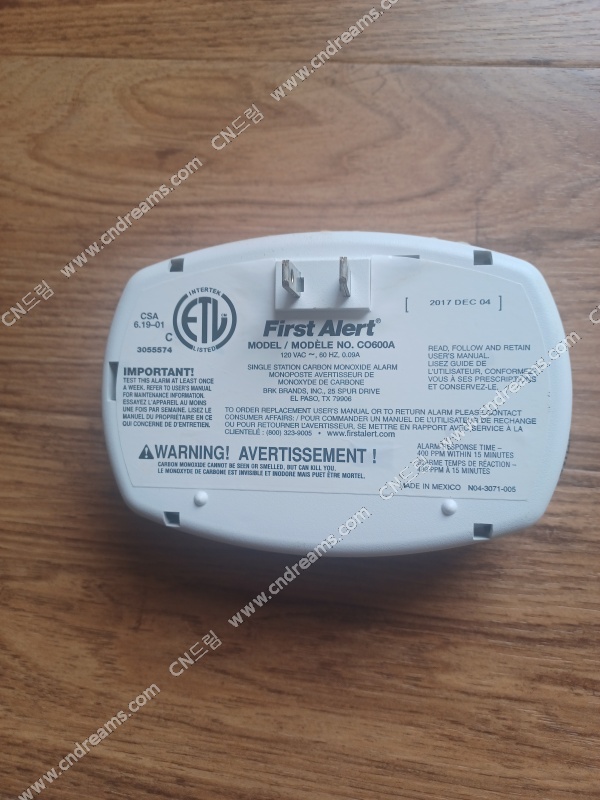 INTERTEK
ETL
LISTED
CSA
6.19–01
C
3055574
First Alert®
MODEL / MODÈLE NO. CO600A
120 VAC ∼, 60 HZ, 0.09A
SINGLE STATION CARBON MONOXIDE ALARM
MONOPOSTE AVERTISSEUR DE
MONOXYDE DE CARBONE
BRK BRANDS, INC., 25 SPUR DRIVE
EL PASO, TX 79906
[ 2017 DEC 04 ]
READ, FOLLOW AND RETAIN
USER'S MANUAL.
LISEZ GUIDE DE
L'UTILISATEUR, CONFORMEZ
VOUS À SES PRESCRIPTIONS
ET CONSERVEZ-LE.
IMPORTANT!
TEST THIS ALARM AT LEAST ONCE
A WEEK, REFER TO USER'S MANUAL
FOR MAINTENANCE INFORMATION.
ESSAYEZ L'APPAREIL AU MOINS
UNE FOIS PAR SEMAINE. LISEZ LE
MANUEL DU PROPRIÉTAIRE EN CE
QUI CONCERNE DE D'ENTRETIEN.
TO ORDER REPLACEMENT USER'S MANUAL OR TO RETURN ALARM PLEASE CONTACT
CONSUMER AFFAIRS; / POUR COMMANDER UN MANUEL DE L'UTILISATEUR DE RECHANGE
OU POUR RETOURNER L'AVERTISSEUR, SE METTRE EN RAPPORT AVEC SERVICE A LA
CLIENTÈLE : (800) 323-9005 • www.firstalert.com
WARNING! AVERTISSEMENT !
CARBON MONOXIDE CANNOT BE SEEN OR SMELLED, BUT CAN KILL YOU.
LE MONOXYDE DE CARBONE EST INVISIBLE ET INODORE MAIS PUET ÊTRE MORTEL.
ALARM RESPONSE TIME –
400 PPM WITHIN 15 MINUTES
ALARME TEMPS DE RÉACTION –
400 PPM À 15 MINUTES
MADE IN MEXICO N04-3071-005
CN드림 www.cndreams.com